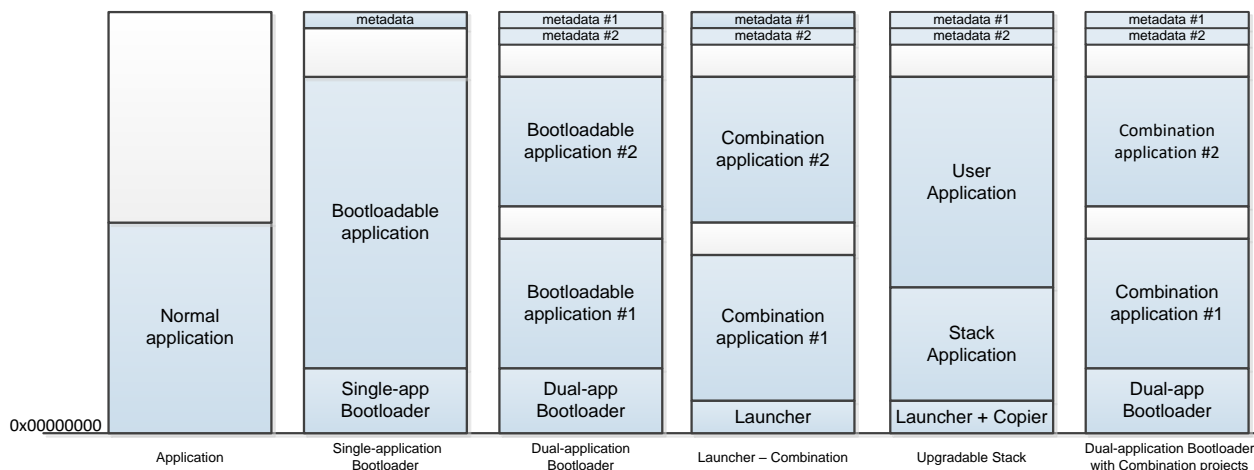 metadata
metadata #1
metadata #1
metadata #1
metadata #1
metadata #2
metadata #2
metadata #2
metadata #2
Bootloadable
application #2
Combination
application #2
User
Application
Combination
application #2
Bootloadable
application
Normal
application
Bootloadable
application #1
Combination
application #1
Stack
Application
Combination
application #1
Single-app
Bootloader
Dual-app
Bootloader
Launcher
Launcher + Copier
Dual-app
Bootloader
0x00000000
Application
Single-application
Bootloader
Dual-application
Bootloader
Launcher – Combination
Upgradable Stack
Dual-application Bootloader
with Combination projects